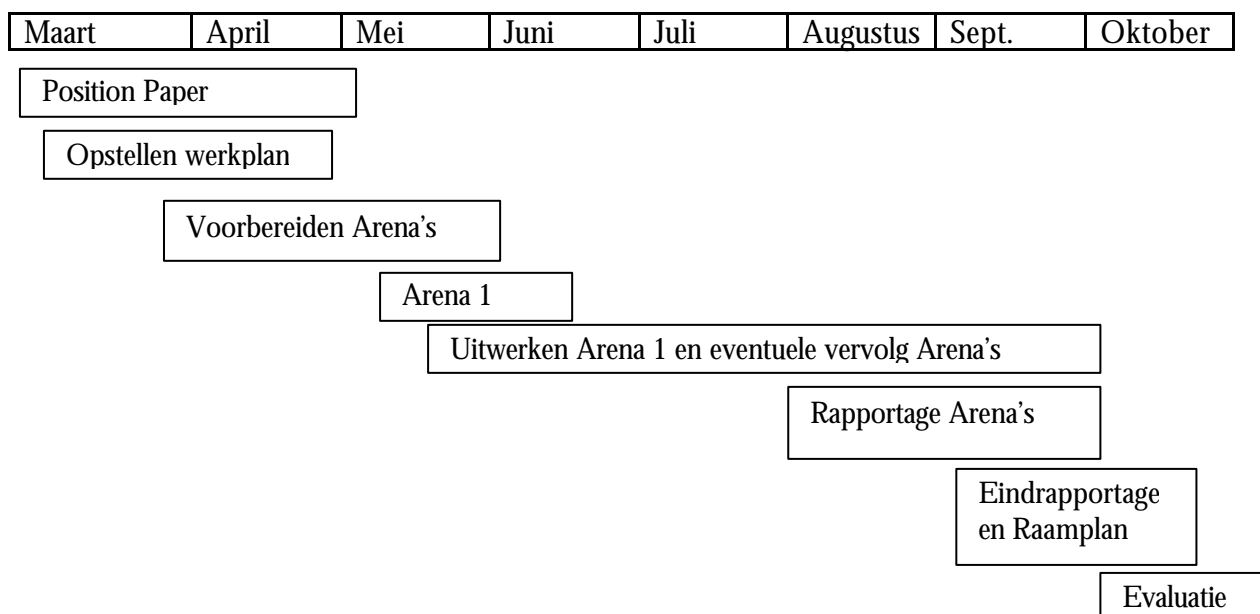 Maart April Mei Juni Juli Augustus Sept. Oktober
Position Paper
Opstellen werkplan
Voorbereiden Arena's
Arena 1
Uitwerken Arena 1 en eventuele vervolg Arena's
Rapportage Arena's
Eindrapportage
en Raamplan
Evaluatie